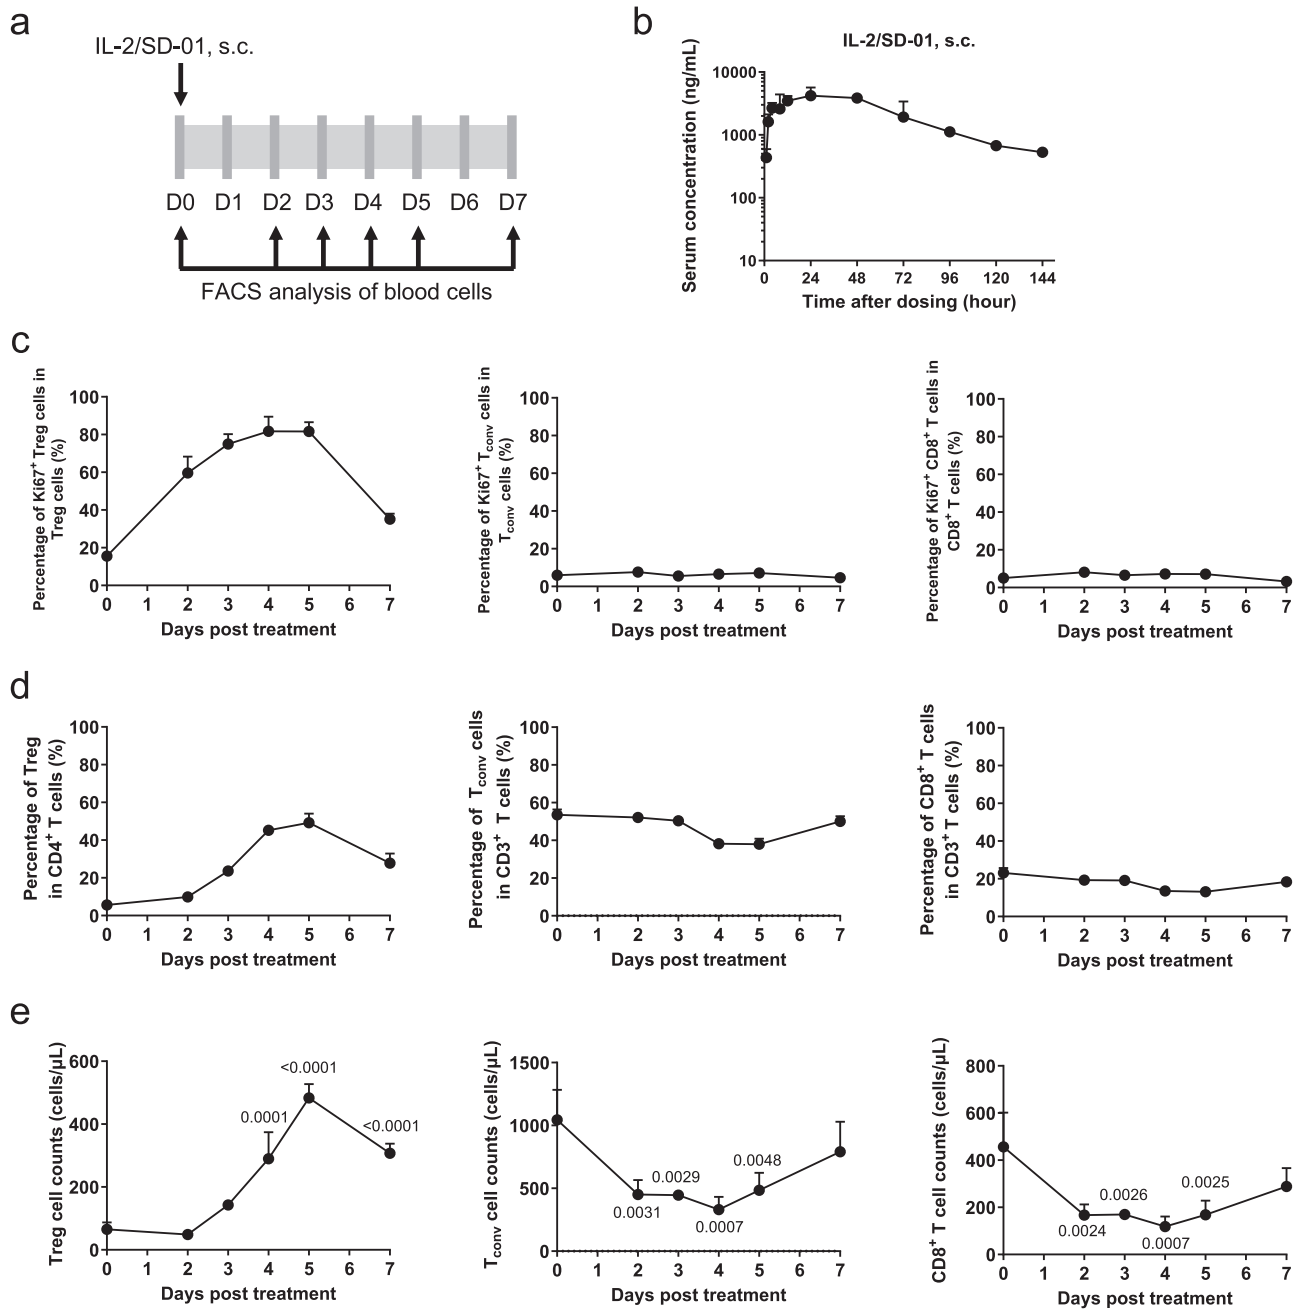 a
IL-2/SD-01, s.c.
D0 D1 D2 D3 D4 D5 D6 D7
FACS analysis of blood cells
b
IL-2/SD-01, s.c.
Serum concentration (ng/mL)
10000
1000
100
10
0 24 48 72 96 120 144
Time after dosing (hour)
c
Percentage of Ki67+ Treg cells in
Treg cells (%)
100
80
60
40
20
0
0 1 2 3 4 5 6 7
Days post treatment
Percentage of Ki67+ Tconv cells in
Tconv cells (%)
100
80
60
40
20
0
0 1 2 3 4 5 6 7
Days post treatment
Percentage of Ki67+ CD8+ T cells in
CD8+ T cells (%)
100
80
60
40
20
0
0 1 2 3 4 5 6 7
Days post treatment
d
Percentage of Treg
in CD4+ T cells (%)
100
80
60
40
20
0
0 1 2 3 4 5 6 7
Days post treatment
Percentage of Tconv cells
in CD3+ T cells (%)
100
80
60
40
20
0
0 1 2 3 4 5 6 7
Days post treatment
Percentage of CD8+ T cells
in CD3+ T cells (%)
100
80
60
40
20
0
0 1 2 3 4 5 6 7
Days post treatment
e
Treg cell counts (cells/μL)
600
400
200
0
<0.0001
0.0001
<0.0001
0 1 2 3 4 5 6 7
Days post treatment
Tconv cell counts (cells/μL)
1500
1000
500
0
0.0031
0.0029
0.0007
0.0048
0 1 2 3 4 5 6 7
Days post treatment
CD8+ T cell counts (cells/μL)
800
600
400
200
0
0.0024
0.0026
0.0007
0.0025
0 1 2 3 4 5 6 7
Days post treatment